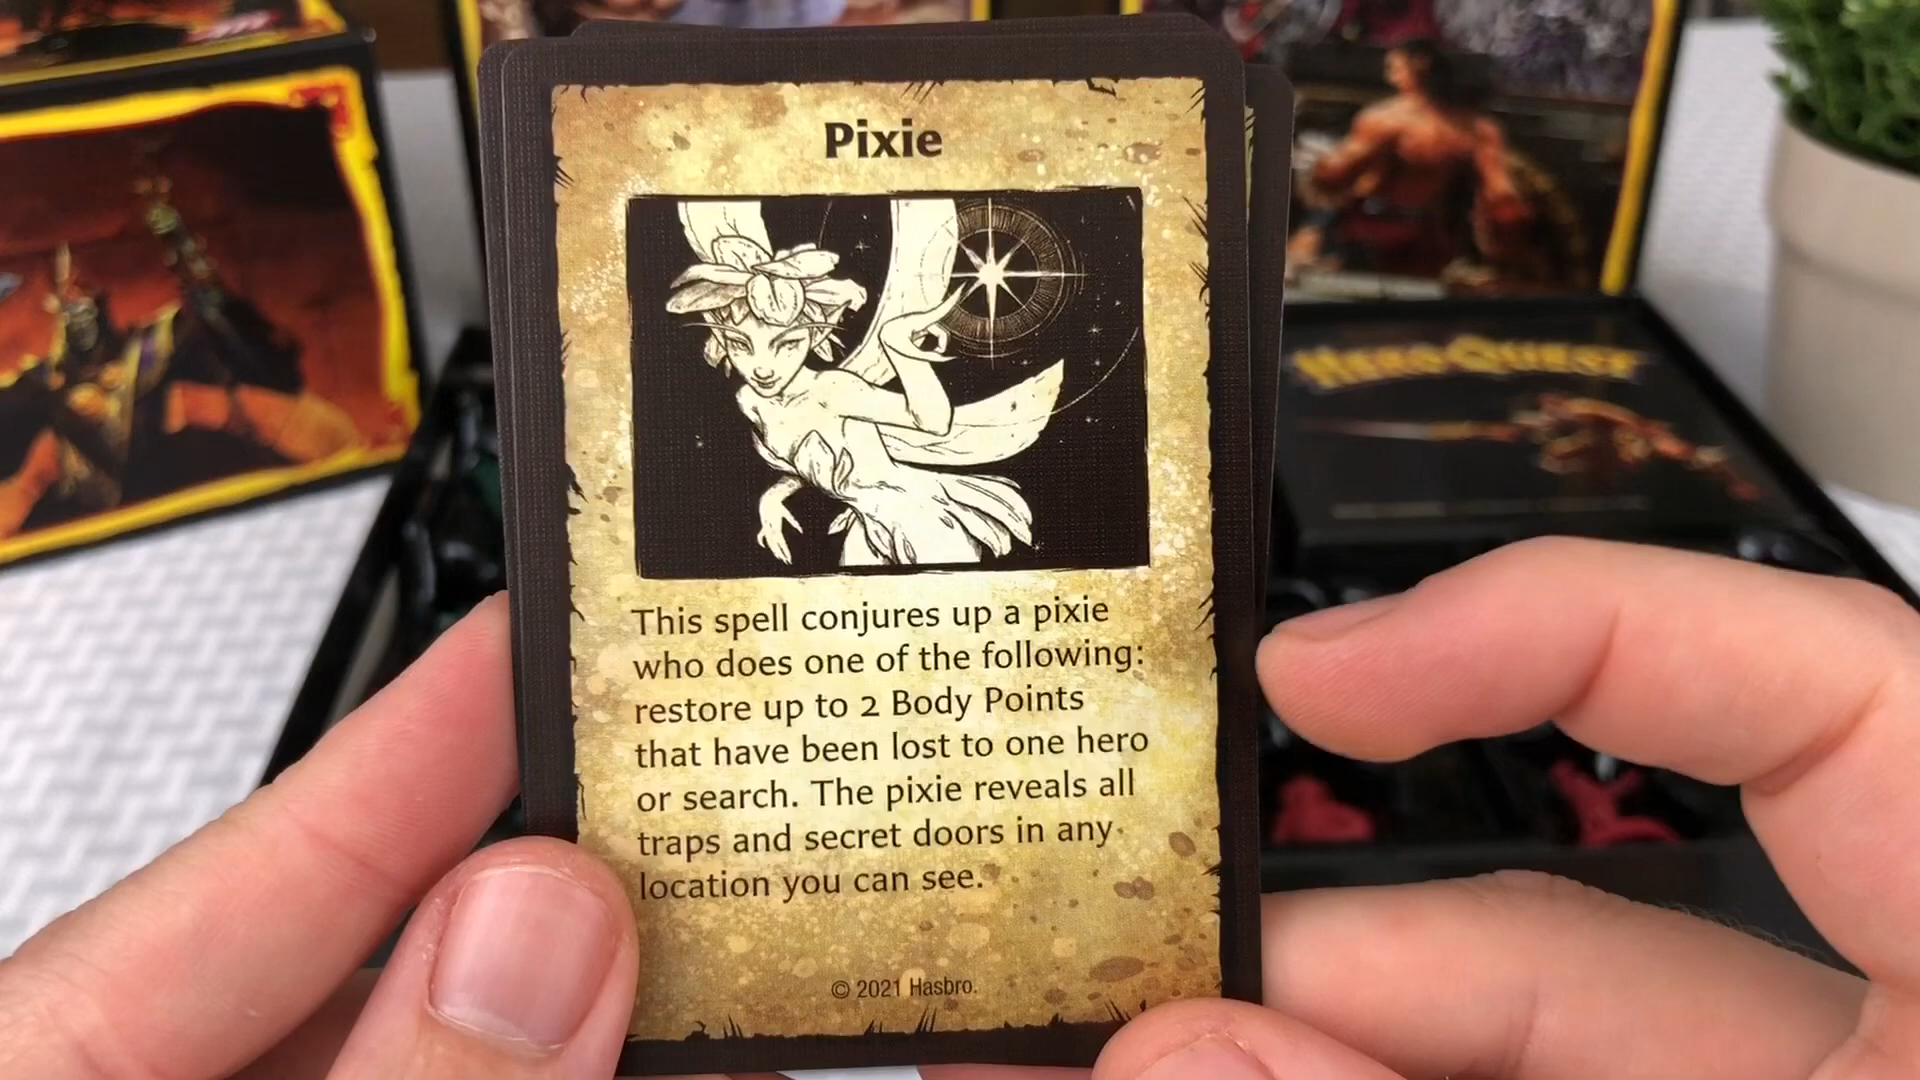 Pixie
This spell conjures up a pixie
who does one of the following:
restore up to 2 Body Points
that have been lost to one hero
or search. The pixie reveals all
traps and secret doors in any
location you can see.
© 2021 Hasbro.
HeroQuest